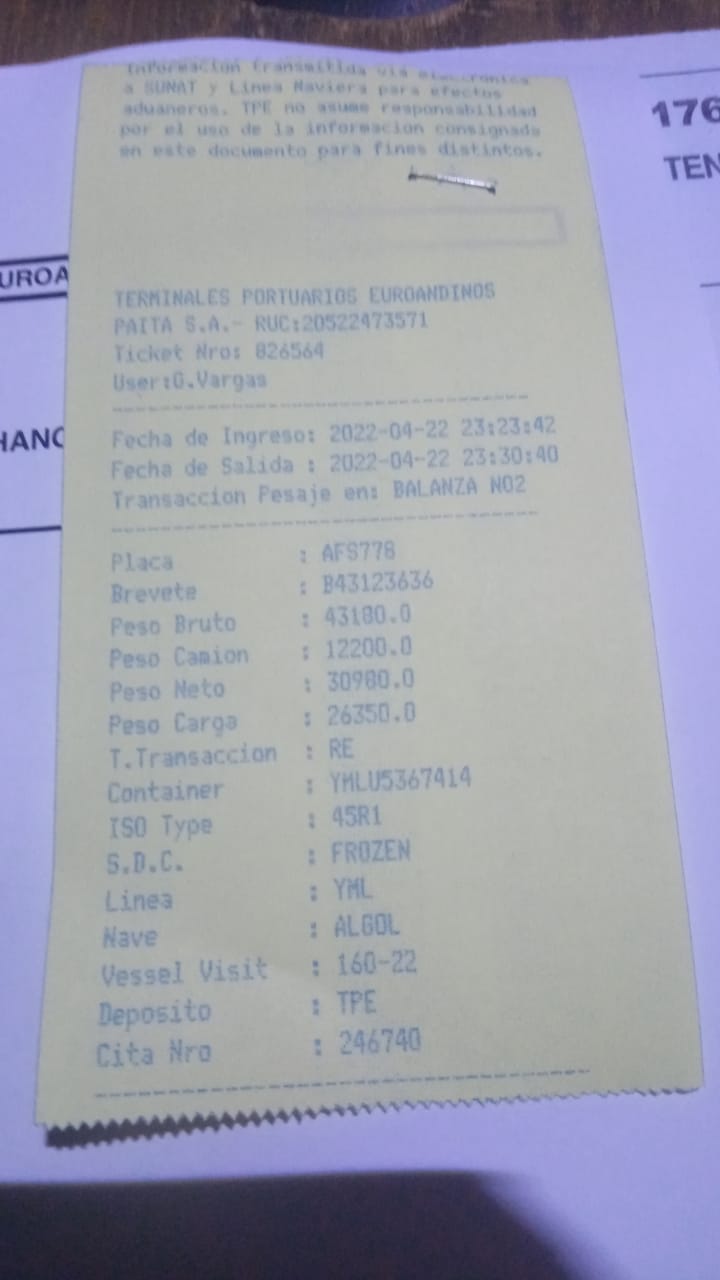 Informacion transmitida via electronica
a SUNAT y Linea Naviera para efectos
aduaneros. TPE no asume responsabilidad
por el uso de la informacion consignada
en este documento para fines distintos.
176
TEN
UROA
HANC
TERMINALES PORTUARIOS EUROANDINOS
PAITA S.A.- RUC:20522473571
Ticket Nro: 826564
User:G.Vargas
Fecha de Ingreso: 2022-04-22 23:23:42
Fecha de Salida : 2022-04-22 23:30:40
Transaccion Pesaje en: BALANZA NO2
Placa : AFS778
Brevete : B43123636
Peso Bruto : 43180.0
Peso Camion : 12200.0
Peso Neto : 30980.0
Peso Carga : 26350.0
T.Transaccion : RE
Container : YMLU5367414
ISO Type : 45R1
S.D.C. : FROZEN
Linea : YML
Nave : ALGOL
Vessel Visit : 160-22
Deposito : TPE
Cita Nro : 246740